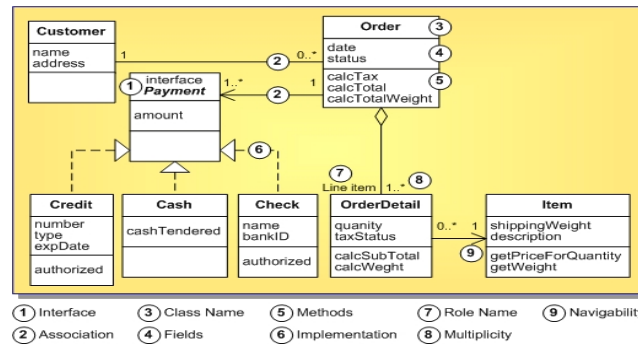 Customer
name
address
1
2
0..*
Order
3
date
status
4
calcTax
calcTotal
calcTotalWeight
5
1
interface
Payment
amount
1..*
2
1
6
7
Line item
8
1..*
Credit
number
type
expDate
authorized
Cash
cashTendered
Check
name
bankID
authorized
OrderDetail
quanity
taxStatus
calcSubTotal
calcWeght
0..*
1
9
Item
shippingWeight
description
getPriceForQuantity
getWeight
1 Interface 3 Class Name 5 Methods 7 Role Name 9 Navigability
2 Association 4 Fields 6 Implementation 8 Multiplicity